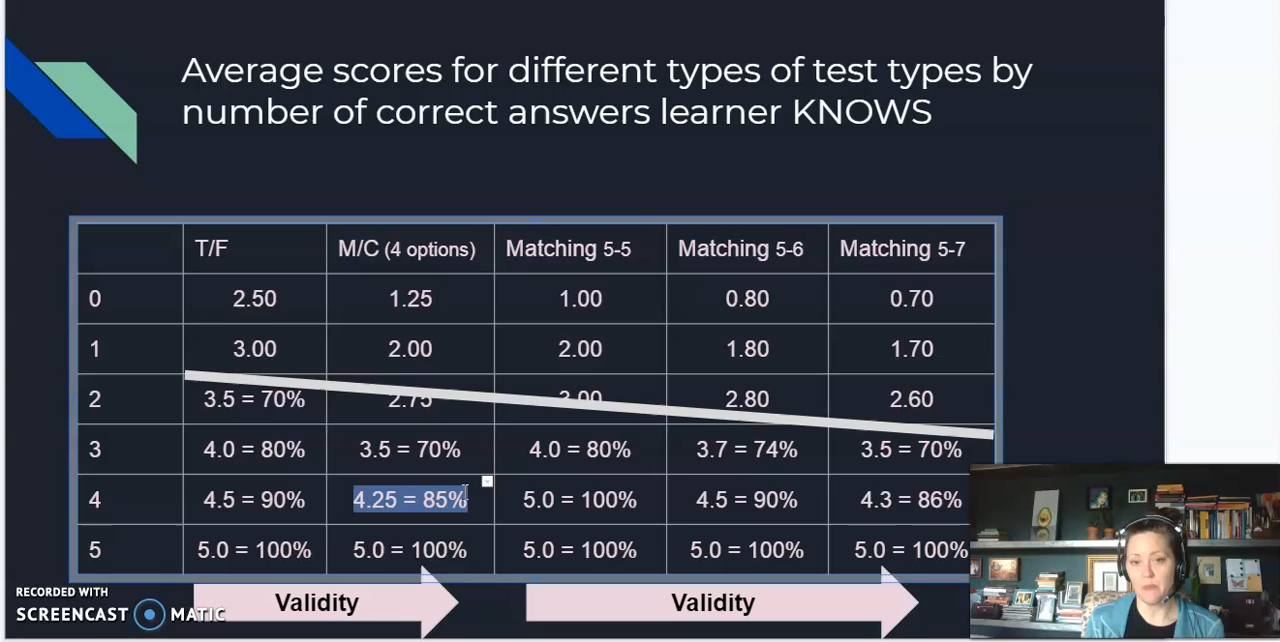 Average scores for different types of test types by
number of correct answers learner KNOWS
T/F M/C (4 options) Matching 5-5 Matching 5-6 Matching 5-7
0 2.50 1.25 1.00 0.80 0.70
1 3.00 2.00 2.00 1.80 1.70
2 3.5 = 70% 2.75 3.00 2.80 2.60
3 4.0 = 80% 3.5 = 70% 4.0 = 80% 3.7 = 74% 3.5 = 70%
4 4.5 = 90% 4.25 = 85% 5.0 = 100% 4.5 = 90% 4.3 = 86%
5 5.0 = 100% 5.0 = 100% 5.0 = 100% 5.0 = 100% 5.0 = 100%
Validity Validity
RECORDED WITH
SCREENCAST MATIC